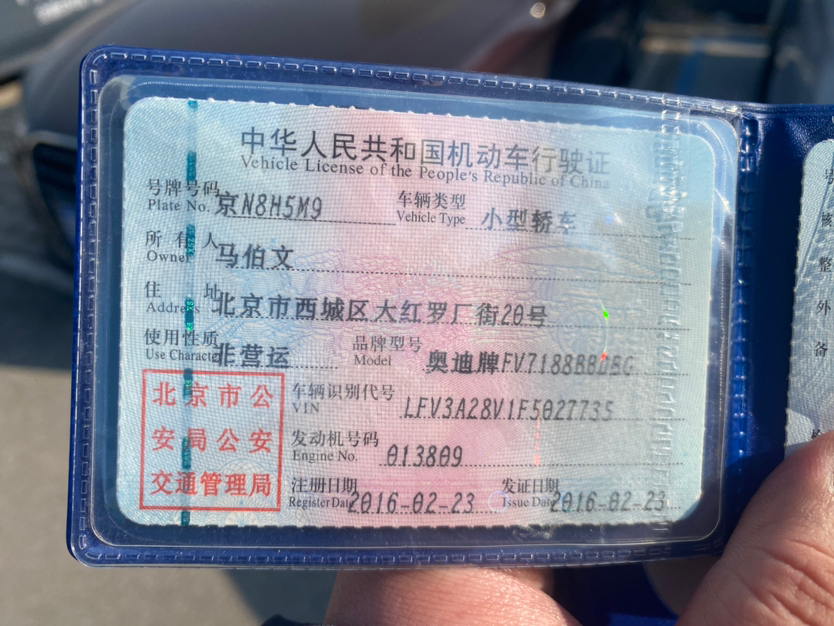 中华人民共和国机动车行驶证
Vehicle License of the People's Republic of China
号牌号码 京N8H5M9 车辆类型 小型轿车
Plate No. Vehicle Type
所有人 马伯文
Owner
住址 北京市西城区大红罗厂街20号
Address
使用性质 非营运 品牌型号 奥迪牌FV7188BBDBG
Use Character Model
北京市公
安局公安
交通管理局
车辆识别代号 LFV3A28V1F5027735
VIN
发动机号码 013809
Engine No.
注册日期 2016-02-23 发证日期 2016-02-23
Register Date Issue Date
号
核
整
外
备